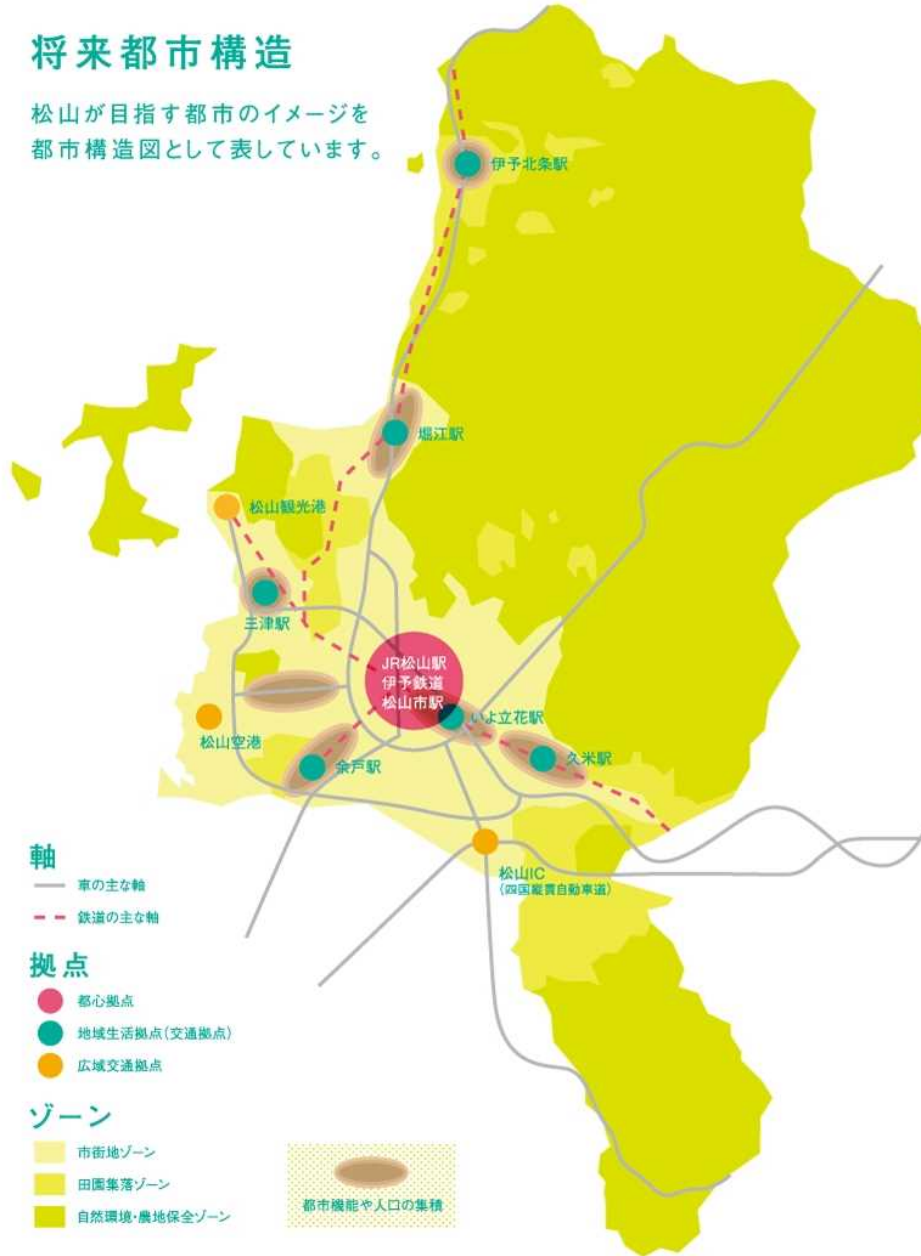 将来都市構造
松山が目指す都市のイメージを
都市構造図として表しています。
伊予北条駅
堀江駅
松山観光港
三津駅
JR松山駅
伊予鉄道
松山市駅
いよ立花駅
松山空港
余戸駅
久米駅
松山IC
(四国縦貫自動車道)
軸
車の主な軸
鉄道の主な軸
拠点
都心拠点
地域生活拠点(交通拠点)
広域交通拠点
ゾーン
市街地ゾーン
田園集落ゾーン
自然環境・農地保全ゾーン
都市機能や人口の集積